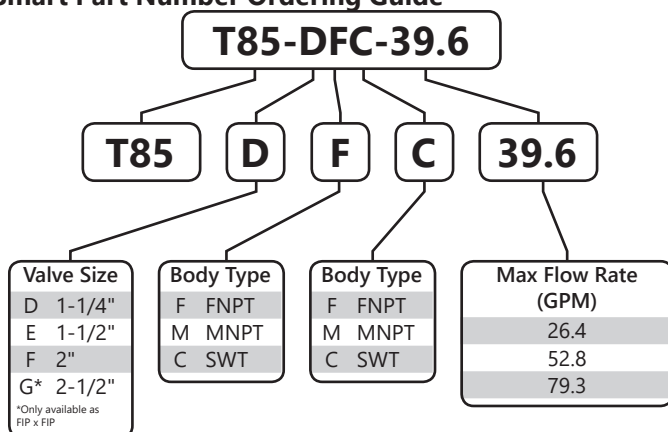 Smart Part Number Ordering Guide
T85-DFC-39.6
T85 D F C 39.6
Valve Size
D 1-1/4"
E 1-1/2"
F 2"
G* 2-1/2"
*Only available as
FIP x FIP
Body Type
F FNPT
M MNPT
C SWT
Body Type
F FNPT
M MNPT
C SWT
Max Flow Rate
(GPM)
26.4
52.8
79.3